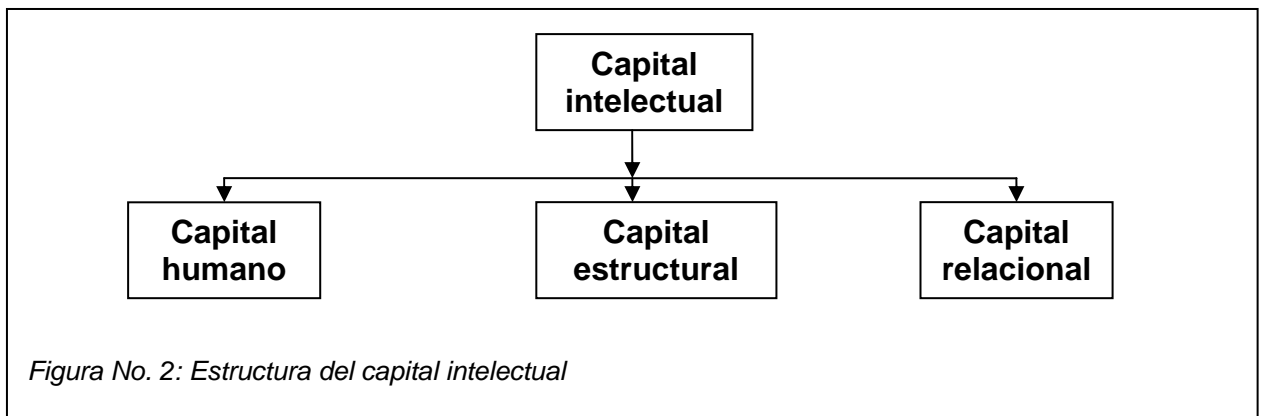 Capital
intelectual
Capital
humano
Capital
estructural
Capital
relacional
Figura No. 2: Estructura del capital intelectual